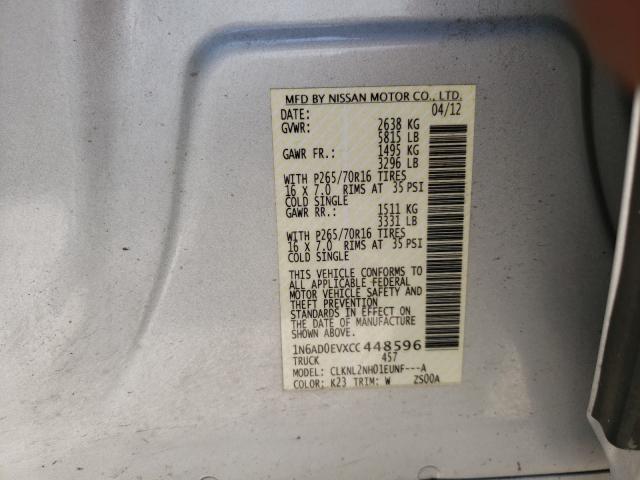 MFD BY NISSAN MOTOR CO., LTD.
DATE: 04/12
GVWR: 2638 KG
5815 LB
GAWR FR.: 1495 KG
3296 LB
WITH P265/70R16 TIRES
16 X 7.0 RIMS AT 35 PSI
COLD SINGLE
GAWR RR.: 1511 KG
3331 LB
WITH P265/70R16 TIRES
16 X 7.0 RIMS AT 35 PSI
COLD SINGLE
THIS VEHICLE CONFORMS TO
ALL APPLICABLE FEDERAL
MOTOR VEHICLE SAFETY AND
THEFT PREVENTION
STANDARDS IN EFFECT ON
THE DATE OF MANUFACTURE
SHOWN ABOVE.
1N6AD0EVXCC448596
TRUCK 457
MODEL: CLKNL2NH01EUNF---A
COLOR: K23 TRIM: W ZS00A